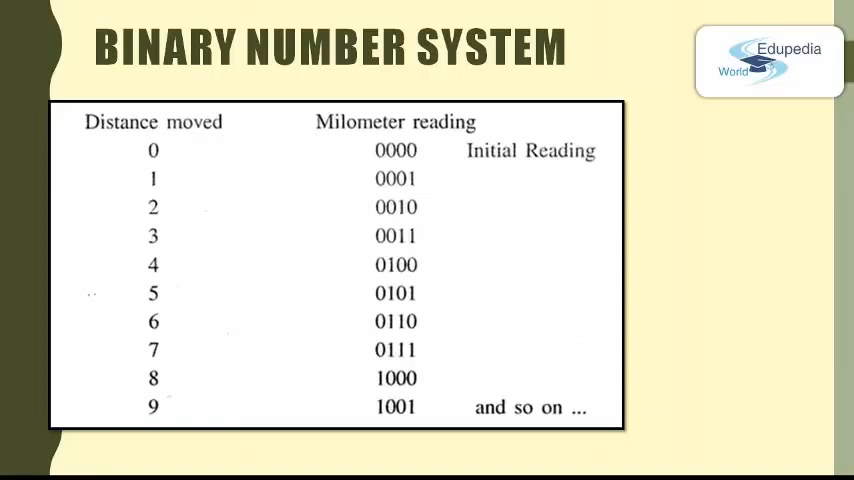 BINARY NUMBER SYSTEM
Edupedia
World
Distance moved Milometer reading
0 0000 Initial Reading
1 0001
2 0010
3 0011
4 0100
5 0101
6 0110
7 0111
8 1000
9 1001 and so on ...